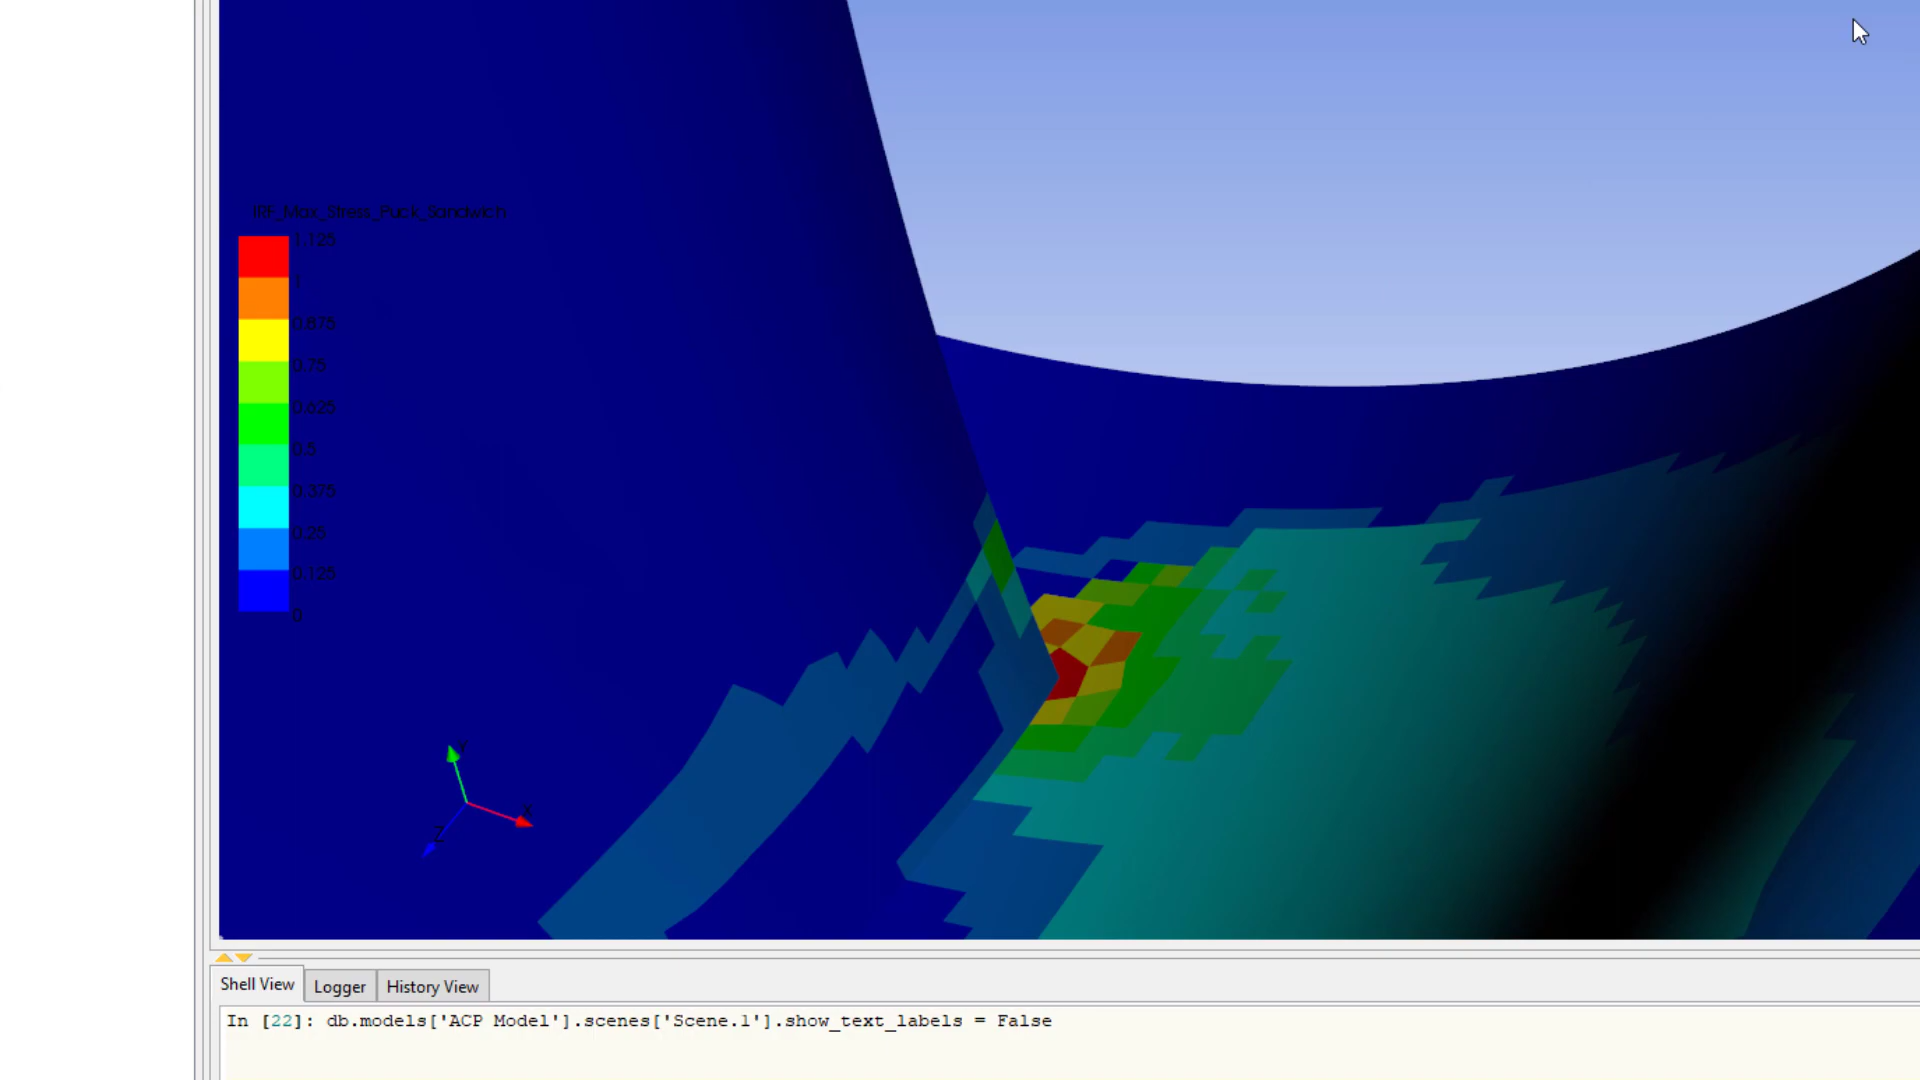 IRF_Max_Stress_Puck_Sandwich
1.125
1
0.875
0.75
0.625
0.5
0.375
0.25
0.125
0
Y
X
Z
Shell View
Logger
History View
In [22]: db.models['ACP Model'].scenes['Scene.1'].show_text_labels = False